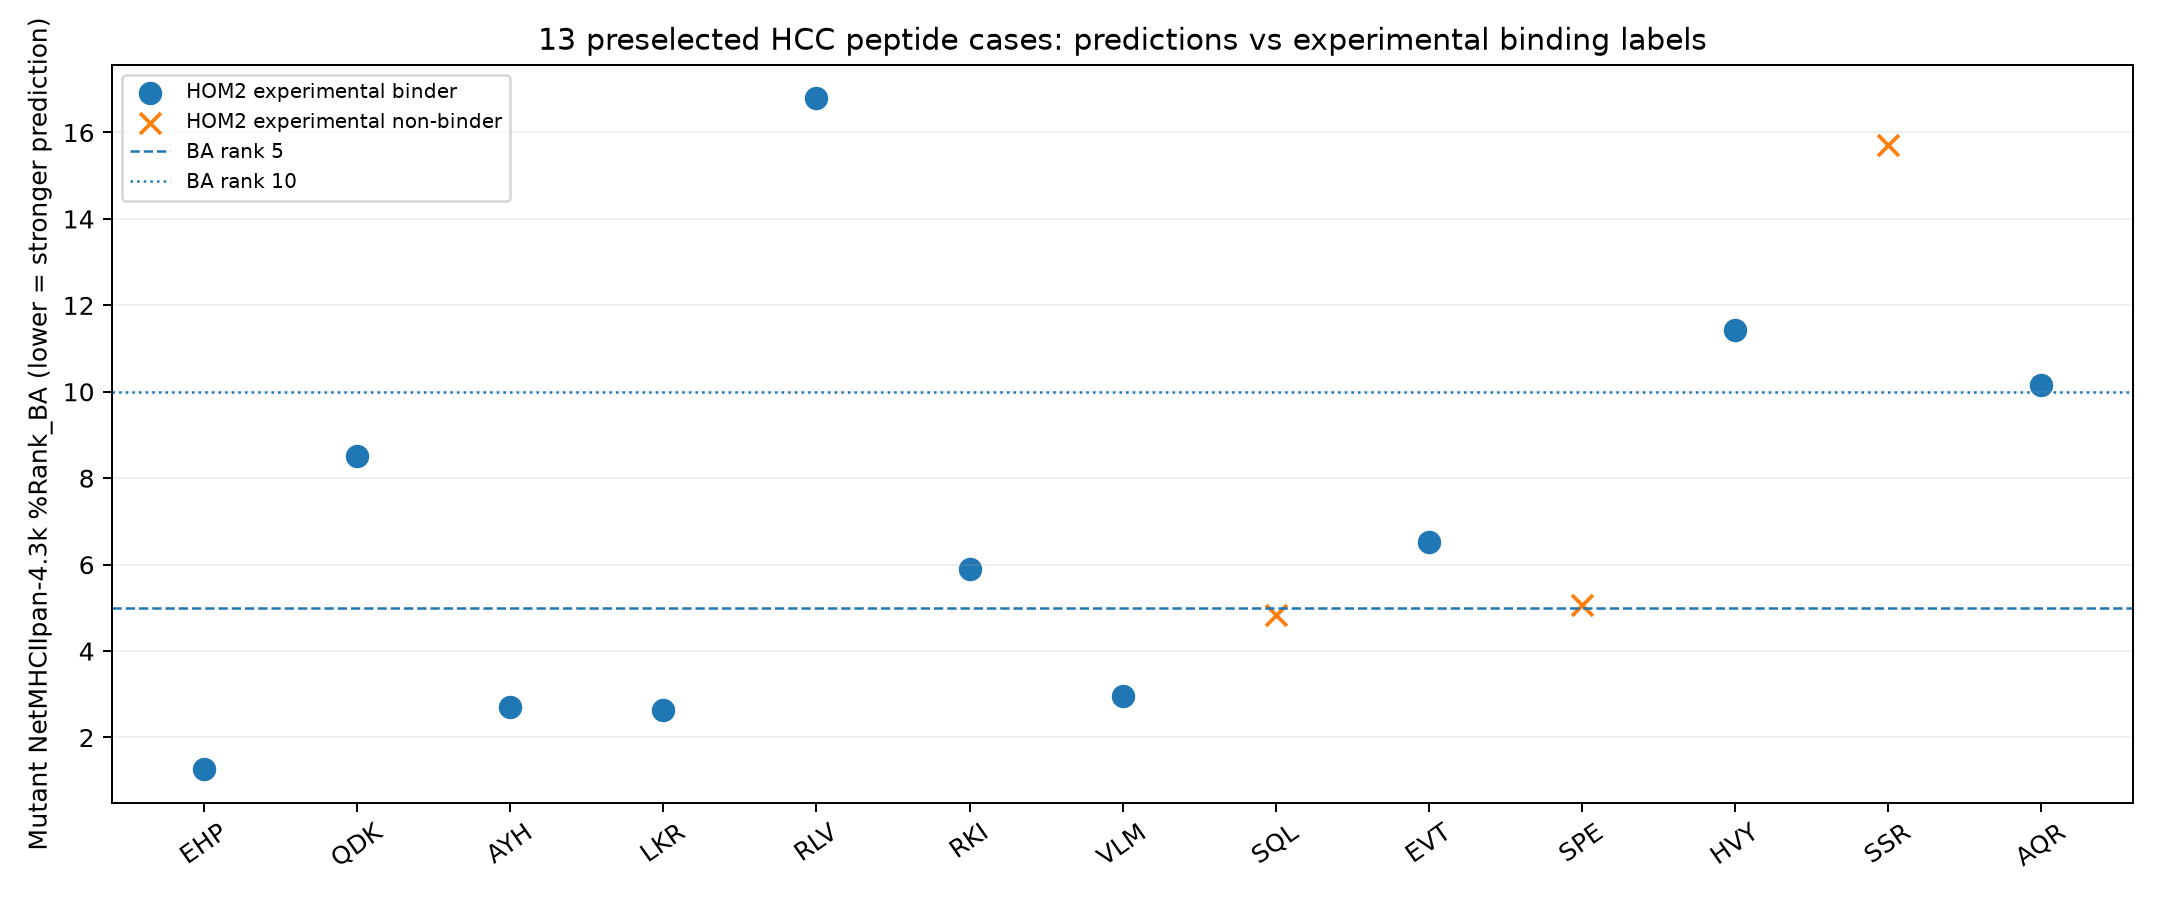 13 preselected HCC peptide cases: predictions vs experimental binding labels
Mutant NetMHCIIpan-4.3k %Rank_BA (lower = stronger prediction)
HOM2 experimental binder
HOM2 experimental non-binder
BA rank 5
BA rank 10
16
14
12
10
8
6
4
2
EHP
QDK
AYH
LKR
RLV
RKI
VLM
SQL
EVT
SPE
HVY
SSR
AQR